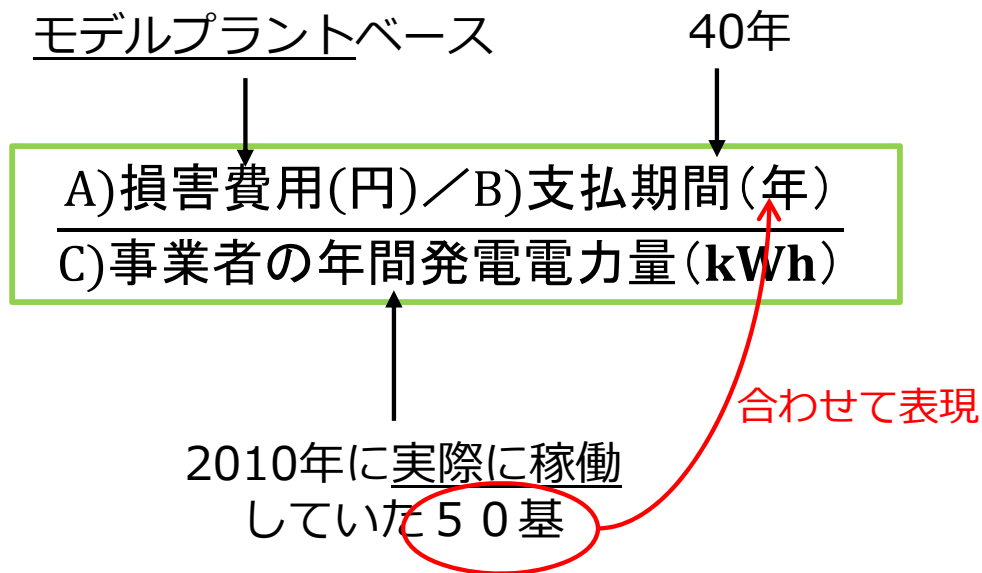 モデルプラントベース
40年
A)損害費用(円)／B)支払期間(年)
C)事業者の年間発電電力量(kWh)
合わせて表現
2010年に実際に稼働
していた５０基